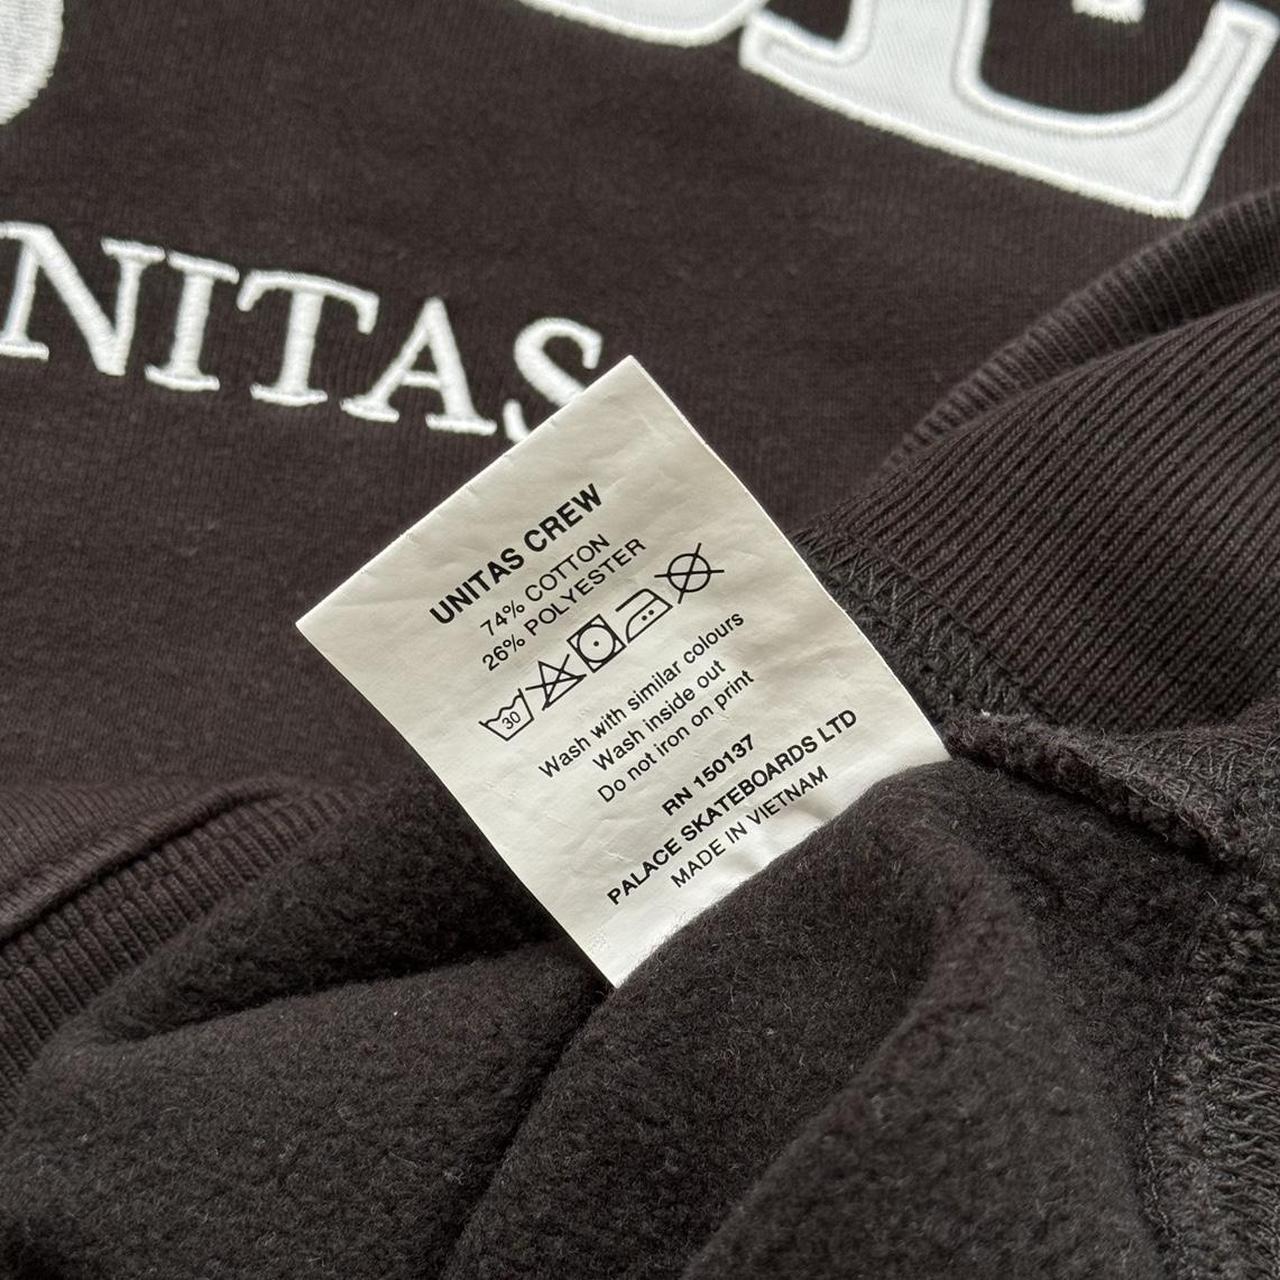 NITAS
UNITAS CREW
74% COTTON
26% POLYESTER
30
Wash with similar colours
Wash inside out
Do not iron on print
RN 150137
PALACE SKATEBOARDS LTD
MADE IN VIETNAM